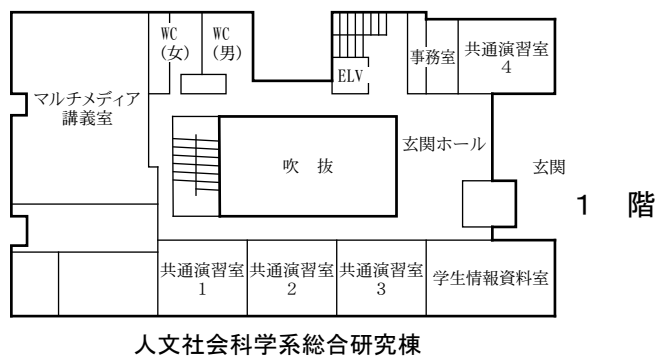 WC
(女)
WC
(男)
ELV
事務室
共通演習室
4
マルチメディア
講義室
吹 抜
玄関ホール
玄関
1 階
共通演習室
1
共通演習室
2
共通演習室
3
学生情報資料室
人文社会科学系総合研究棟